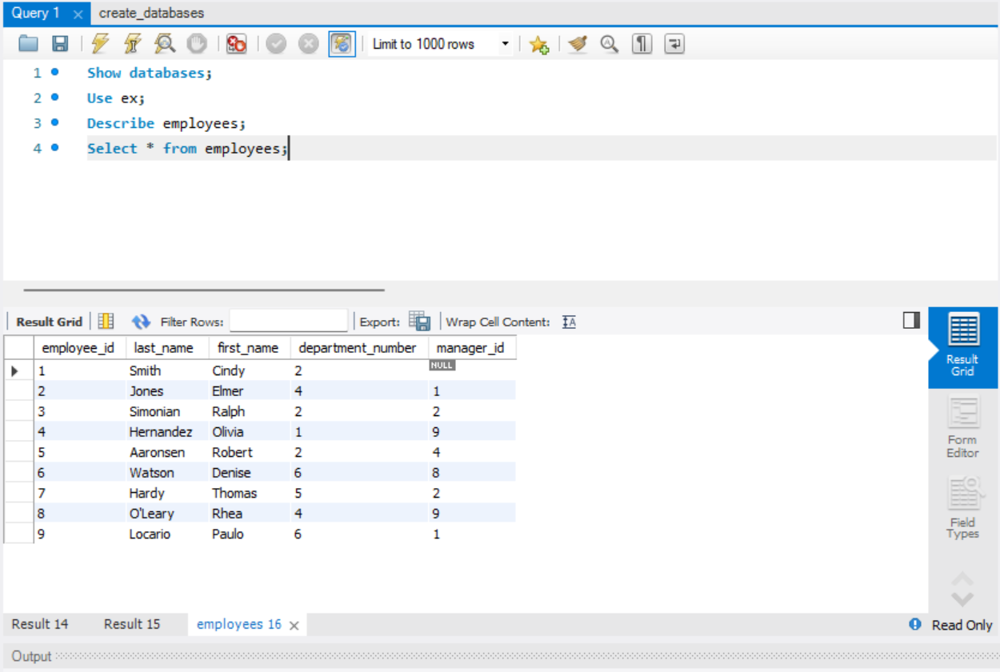 Query 1 create_databases
Limit to 1000 rows
1 Show databases;
2 Use ex;
3 Describe employees;
4 Select * from employees;
Result Grid Filter Rows: Export: Wrap Cell Content: IA
employee_id last_name first_name department_number manager_id
1 Smith Cindy 2 NULL
2 Jones Elmer 4 1
3 Simonian Ralph 2 2
4 Hernandez Olivia 1 9
5 Aaronsen Robert 2 4
6 Watson Denise 6 8
7 Hardy Thomas 5 2
8 O'Leary Rhea 4 9
9 Locario Paulo 6 1
Result
Grid
Form
Editor
Field
Types
Result 14 Result 15 employees 16 Read Only
Output